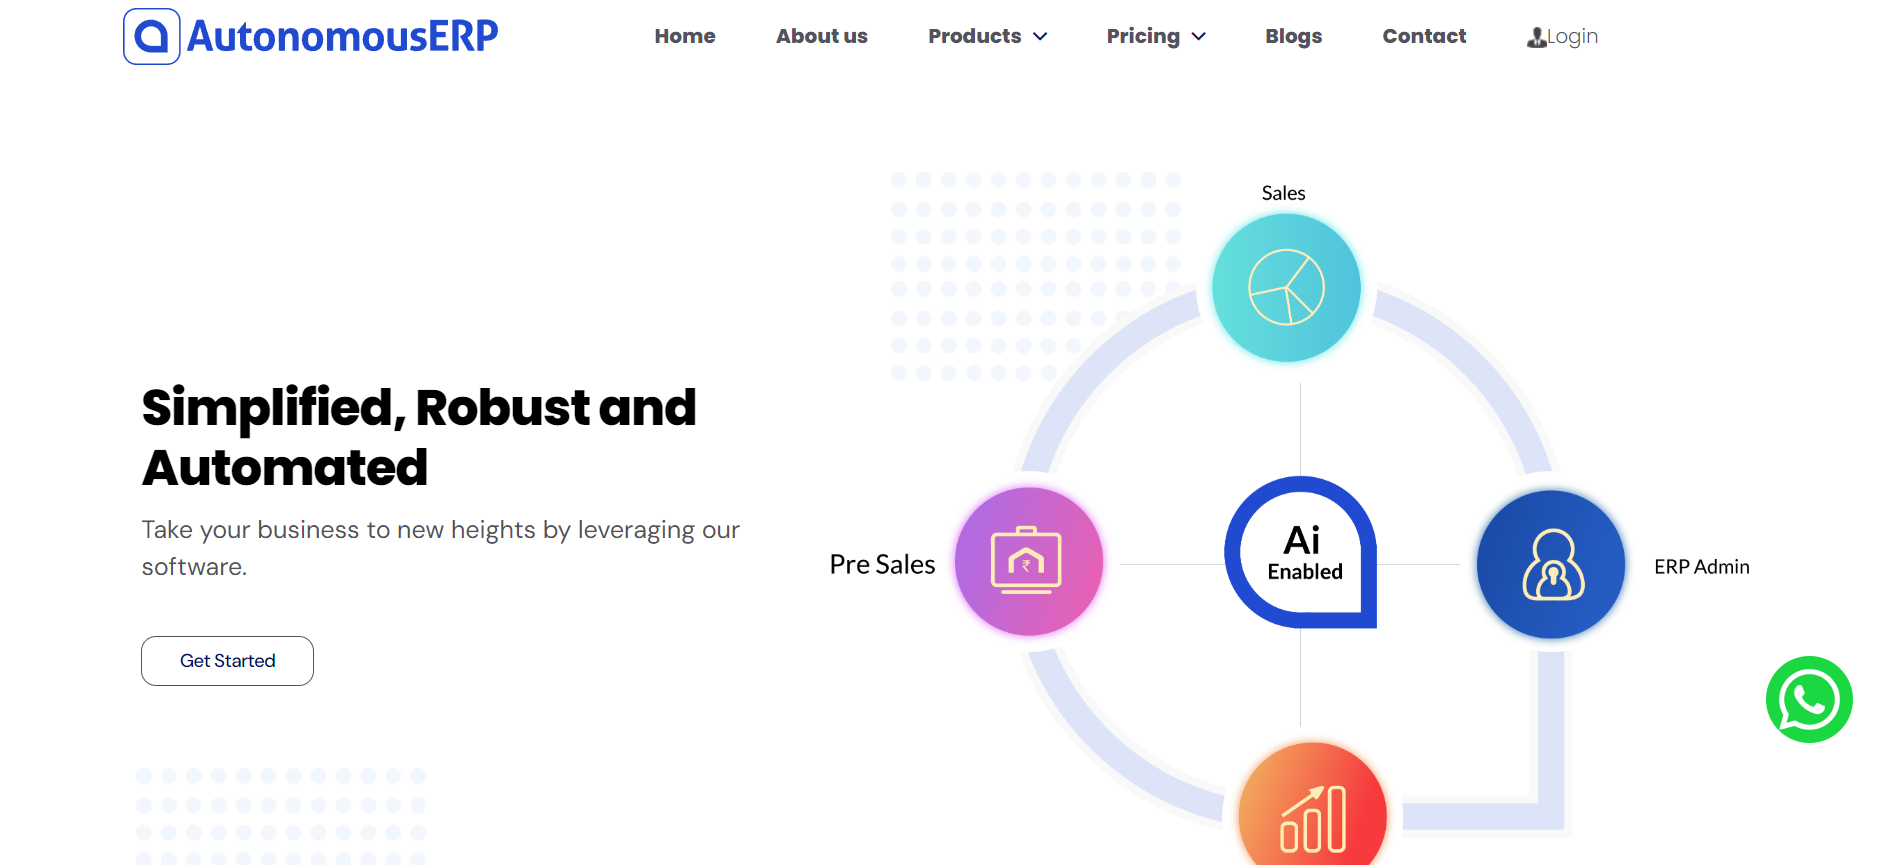 AutonomousERP
Home
About us
Products
Pricing
Blogs
Contact
Login
Simplified, Robust and
Automated
Take your business to new heights by leveraging our
software.
Get Started
Sales
Pre Sales
₹
Ai
Enabled
ERP Admin